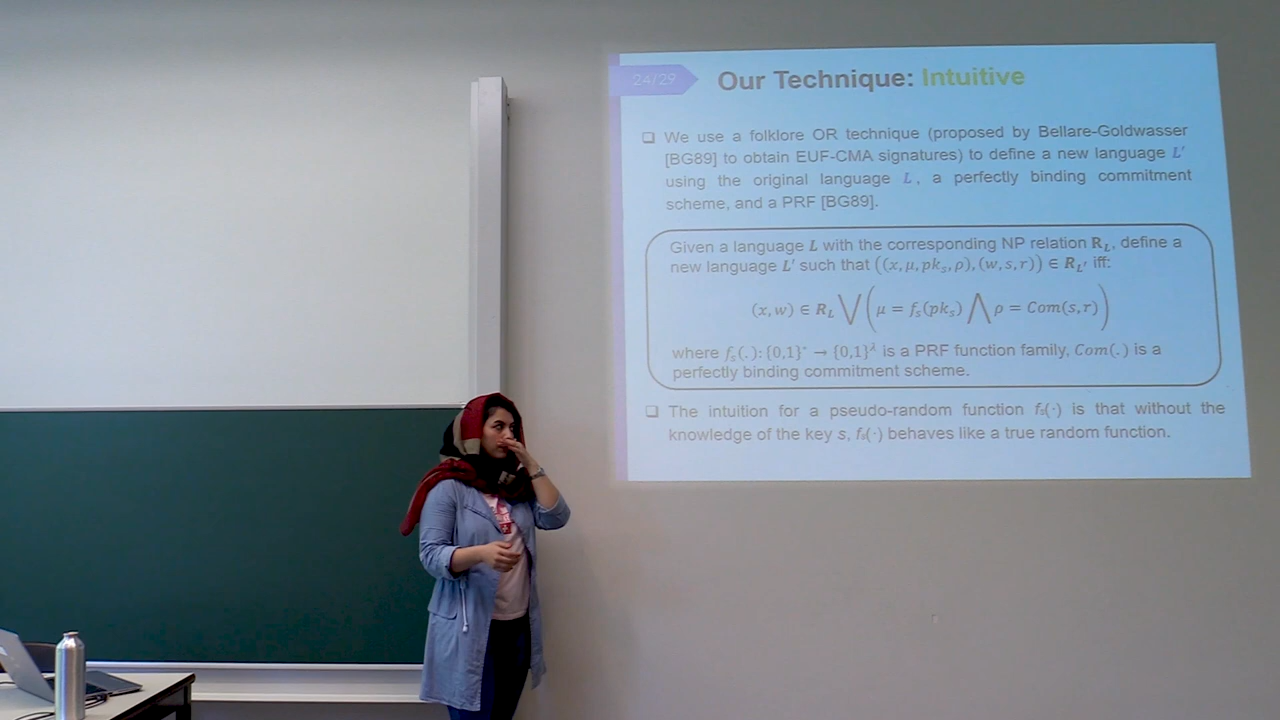 24/29
Our Technique: Intuitive
❑ We use a folklore OR technique (proposed by Bellare-Goldwasser
[BG89] to obtain EUF-CMA signatures) to define a new language L′
using the original language L, a perfectly binding commitment
scheme, and a PRF [BG89].
Given a language L with the corresponding NP relation R_L, define a
new language L′ such that ((x, μ, pk_s, ρ), (w, s, r)) ∈ R_L′ iff:
(x, w) ∈ R_L ⋁ (μ = f_s(pk_s) ⋀ ρ = Com(s, r))
where f_s(.): {0,1}* → {0,1}^λ is a PRF function family, Com(.) is a
perfectly binding commitment scheme.
❑ The intuition for a pseudo-random function f_s(·) is that without the
knowledge of the key s, f_s(·) behaves like a true random function.